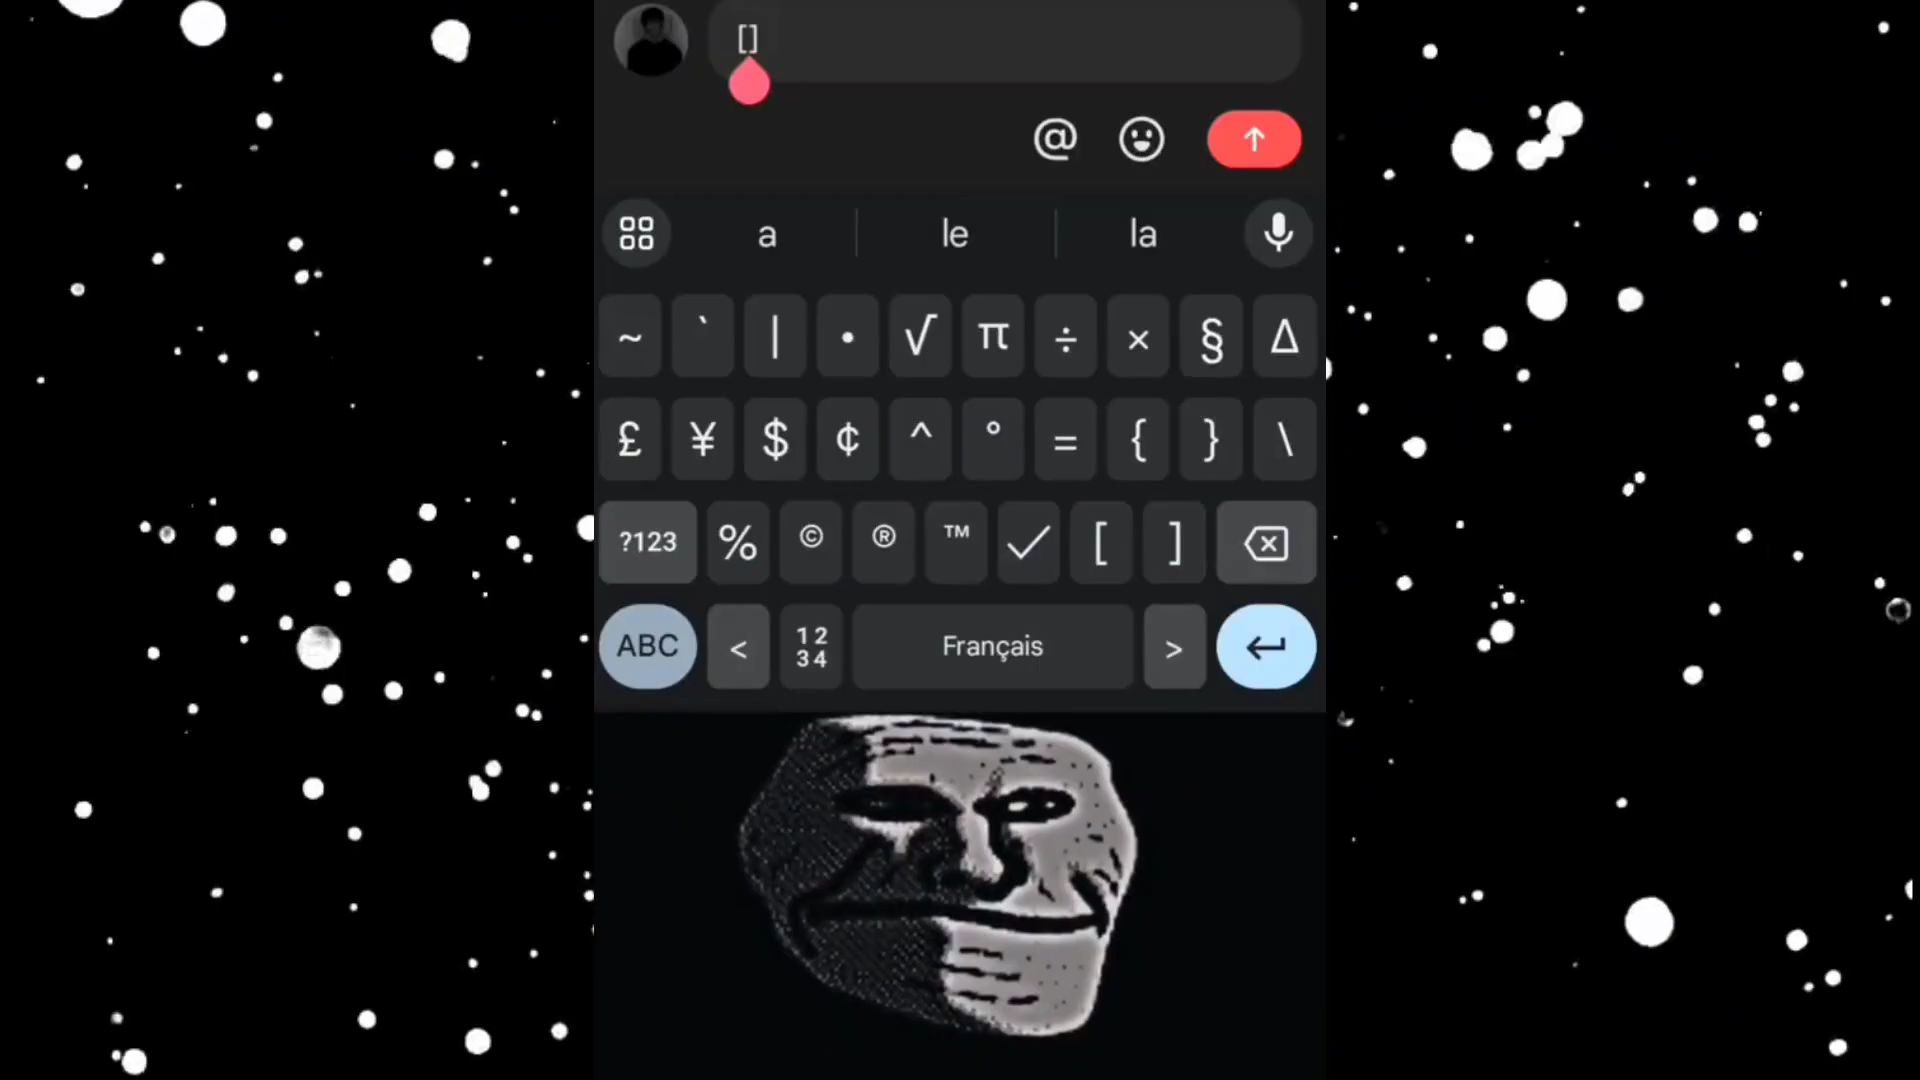 []
@
a le la
~ ` | • √ π ÷ × § Δ
£ ¥ $ ¢ ^ ° = { } \
?123 % © ® ™ ✓ [ ]
ABC < 12 Français >
34